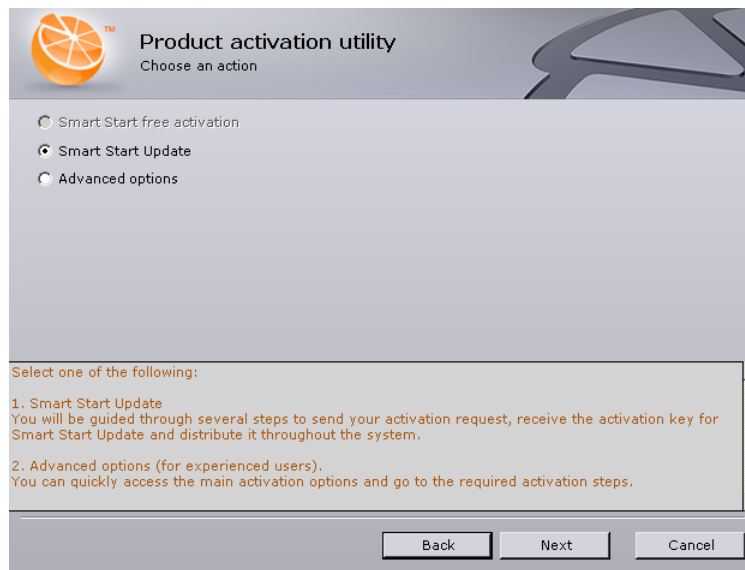 TM
Product activation utility
Choose an action
Smart Start free activation
Smart Start Update
Advanced options
Select one of the following:
1. Smart Start Update
You will be guided through several steps to send your activation request, receive the activation key for
Smart Start Update and distribute it throughout the system.
2. Advanced options (for experienced users).
You can quickly access the main activation options and go to the required activation steps.
Back
Next
Cancel